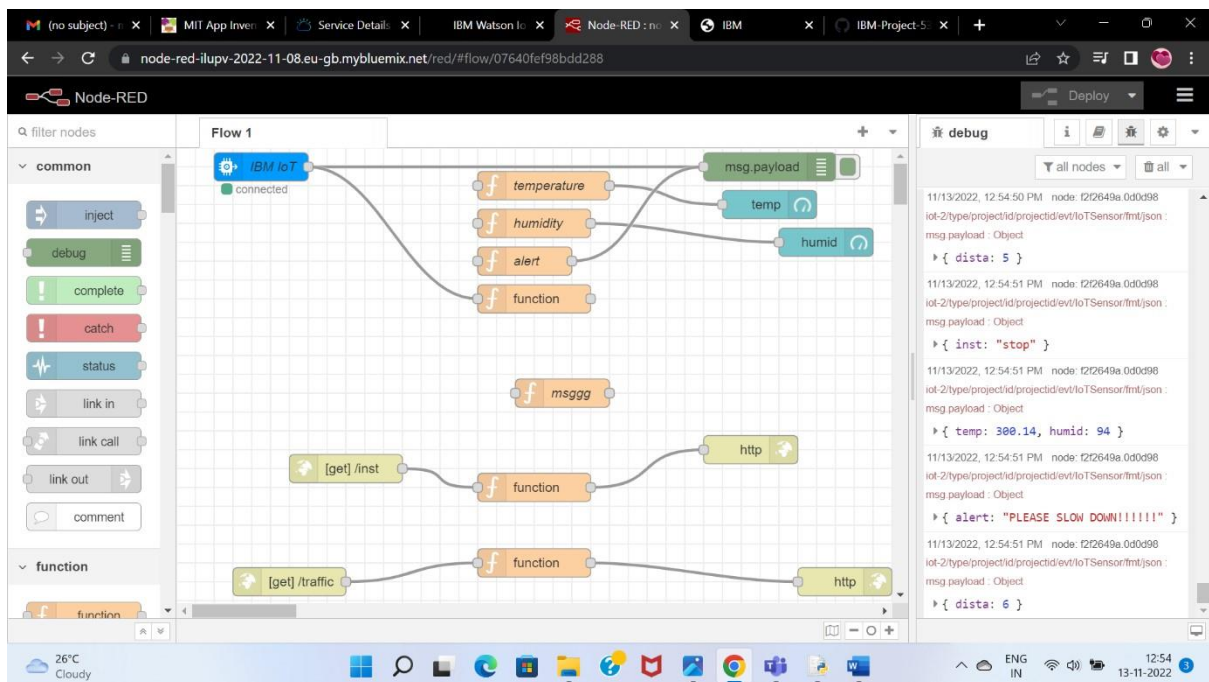 (no subject) - n
MIT App Inven
Service Details
IBM Watson Io
Node-RED : no
IBM
IBM-Project-53
node-red-ilupv-2022-11-08.eu-gb.mybluemix.net/red/#flow/07640fef98bdd288
Node-RED
Deploy
filter nodes
Flow 1
debug
i
all nodes
all
common
inject
debug
complete
catch
status
link in
link call
link out
comment
function
function
IBM IoT
connected
temperature
humidity
alert
function
msg.payload
temp
humid
msggg
[get] /inst
function
http
[get] /traffic
function
http
11/13/2022, 12:54:50 PM node: f2f2649a.0d0d98
iot-2/type/project/id/projectid/evt/IoTSensor/fmt/json :
msg.payload : Object
{ dista: 5 }
11/13/2022, 12:54:51 PM node: f2f2649a.0d0d98
iot-2/type/project/id/projectid/evt/IoTSensor/fmt/json :
msg.payload : Object
{ inst: "stop" }
11/13/2022, 12:54:51 PM node: f2f2649a.0d0d98
iot-2/type/project/id/projectid/evt/IoTSensor/fmt/json :
msg.payload : Object
{ temp: 300.14, humid: 94 }
11/13/2022, 12:54:51 PM node: f2f2649a.0d0d98
iot-2/type/project/id/projectid/evt/IoTSensor/fmt/json :
msg.payload : Object
{ alert: "PLEASE SLOW DOWN!!!!!!" }
11/13/2022, 12:54:51 PM node: f2f2649a.0d0d98
iot-2/type/project/id/projectid/evt/IoTSensor/fmt/json :
msg.payload : Object
{ dista: 6 }
26°C
Cloudy
ENG
IN
12:54
13-11-2022
3